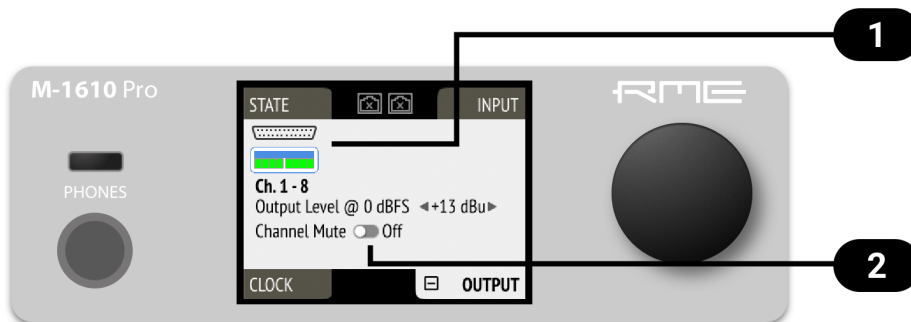 1
M-1610 Pro
RME
STATE
INPUT
PHONES
Ch. 1 - 8
Output Level @ 0 dBFS ◄+13 dBu►
Channel Mute Off
2
CLOCK
OUTPUT